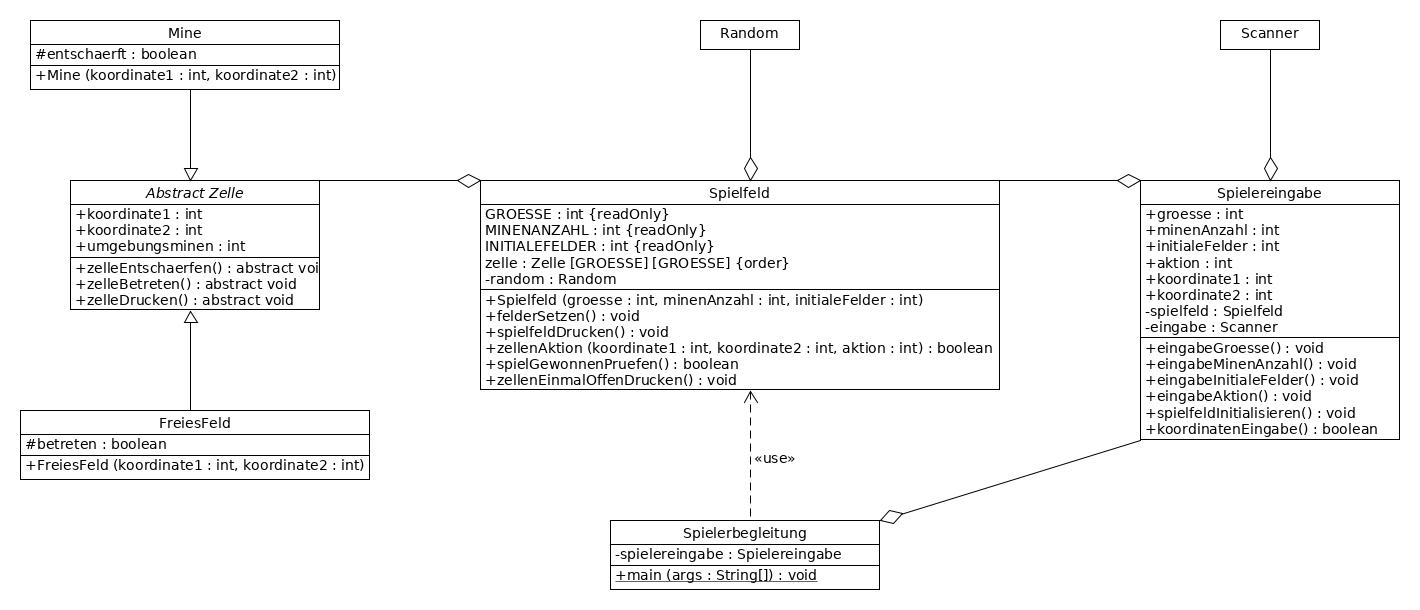 Mine
#entschaerft : boolean
+Mine (koordinate1 : int, koordinate2 : int)
Random
Scanner
Abstract Zelle
+koordinate1 : int
+koordinate2 : int
+umgebungsminen : int
+zelleEntschaerfen() : abstract voi
+zelleBetreten() : abstract void
+zelleDrucken() : abstract void
Spielfeld
GROESSE : int {readOnly}
MINENANZAHL : int {readOnly}
INITIALEFELDER : int {readOnly}
zelle : Zelle [GROESSE] [GROESSE] {order}
-random : Random
+Spielfeld (groesse : int, minenAnzahl : int, initialeFelder : int)
+felderSetzen() : void
+spielfeldDrucken() : void
+zellenAktion (koordinate1 : int, koordinate2 : int, aktion : int) : boolean
+spielGewonnenPruefen() : boolean
+zellenEinmalOffenDrucken() : void
Spielereingabe
+groesse : int
+minenAnzahl : int
+initialeFelder : int
+aktion : int
+koordinate1 : int
+koordinate2 : int
-spielfeld : Spielfeld
-eingabe : Scanner
+eingabeGroesse() : void
+eingabeMinenAnzahl() : void
+eingabeInitialeFelder() : void
+eingabeAktion() : void
+spielfeldInitialisieren() : void
+koordinatenEingabe() : boolean
FreiesFeld
#betreten : boolean
+FreiesFeld (koordinate1 : int, koordinate2 : int)
«use»
Spielerbegleitung
-spielereingabe : Spielereingabe
+main (args : String[]) : void